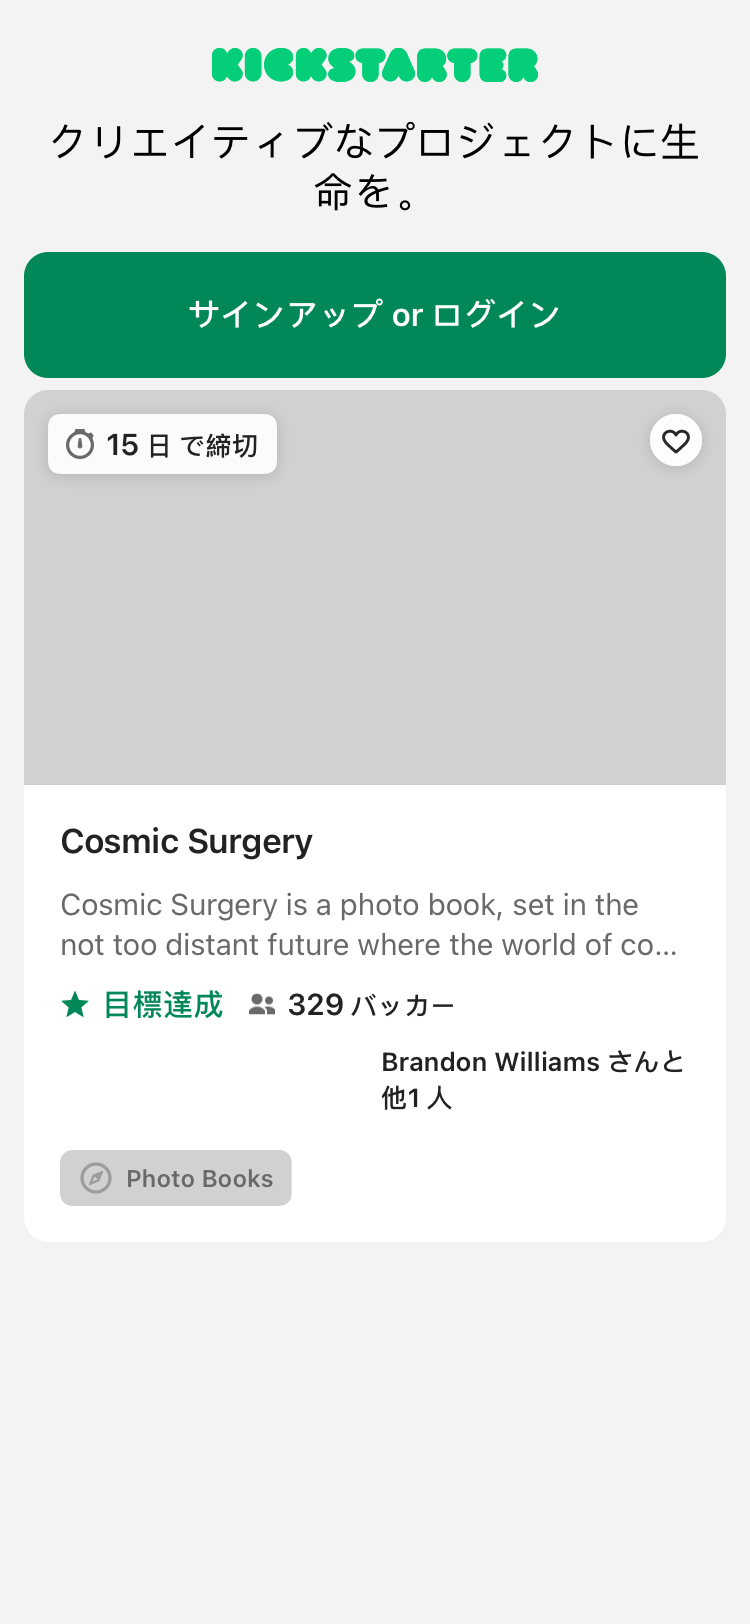 KICKSTARTER
クリエイティブなプロジェクトに生
命を。
サインアップ or ログイン
15 日 で締切
Cosmic Surgery
Cosmic Surgery is a photo book, set in the
not too distant future where the world of co...
目標達成 329 バッカー
Brandon Williams さんと
他1 人
Photo Books